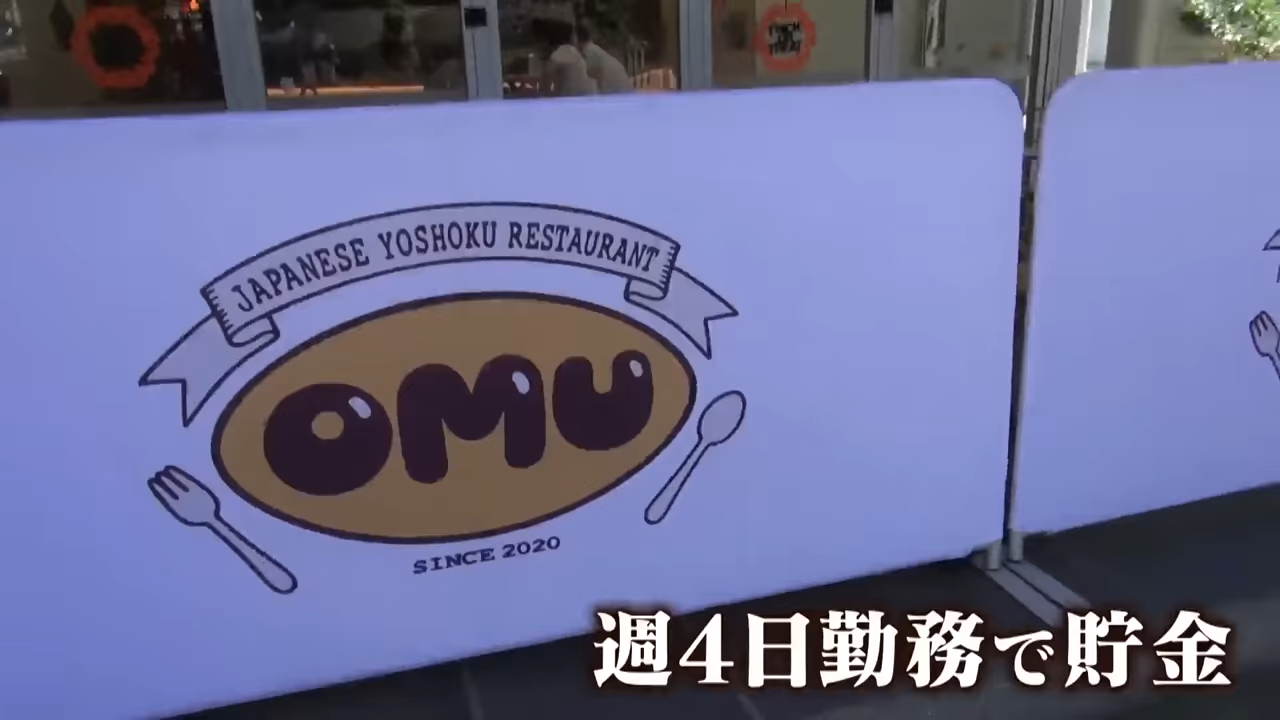 JAPANESE YOSHOKU RESTAURANT
OMU
SINCE 2020
週4日勤務で貯金